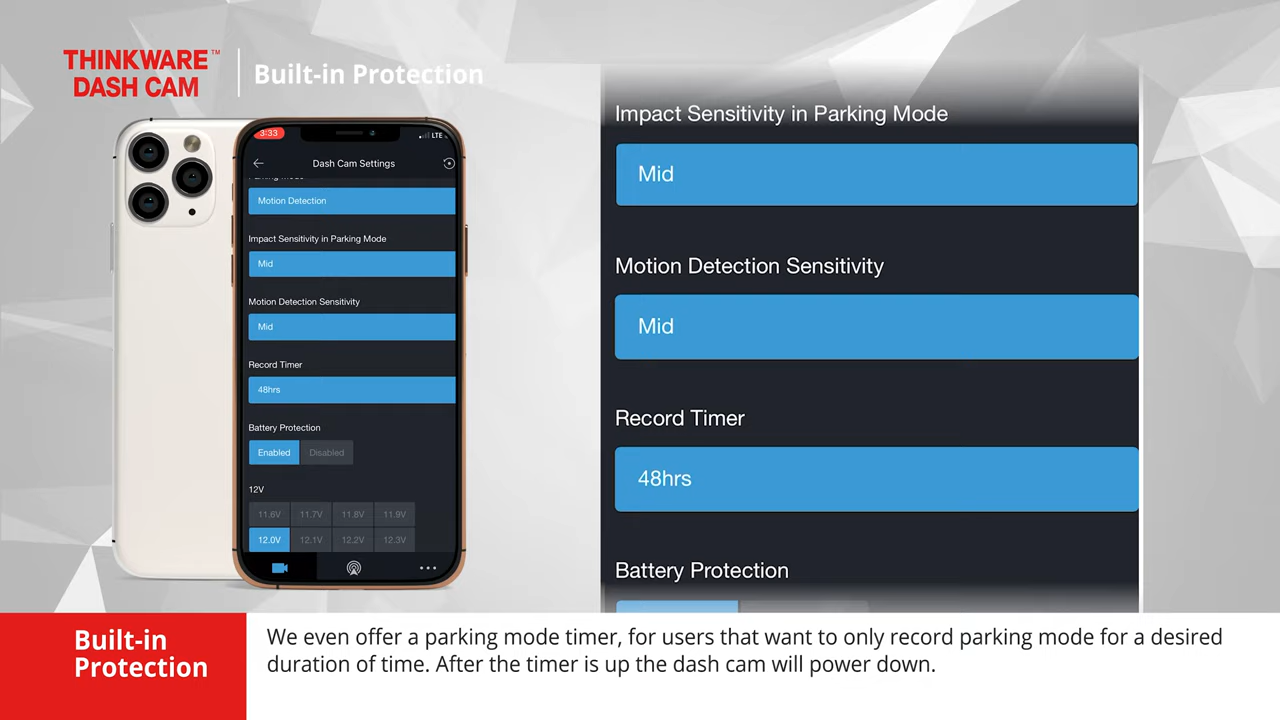 THINKWARE™
DASH CAM
Built-in Protection
3:33
LTE
Dash Cam Settings
Parking Mode
Motion Detection
Impact Sensitivity in Parking Mode
Mid
Motion Detection Sensitivity
Mid
Record Timer
48hrs
Battery Protection
Enabled Disabled
12V
11.6V 11.7V 11.8V 11.9V
12.0V 12.1V 12.2V 12.3V
Impact Sensitivity in Parking Mode
Mid
Motion Detection Sensitivity
Mid
Record Timer
48hrs
Battery Protection
Built-in
Protection
We even offer a parking mode timer, for users that want to only record parking mode for a desired
duration of time. After the timer is up the dash cam will power down.